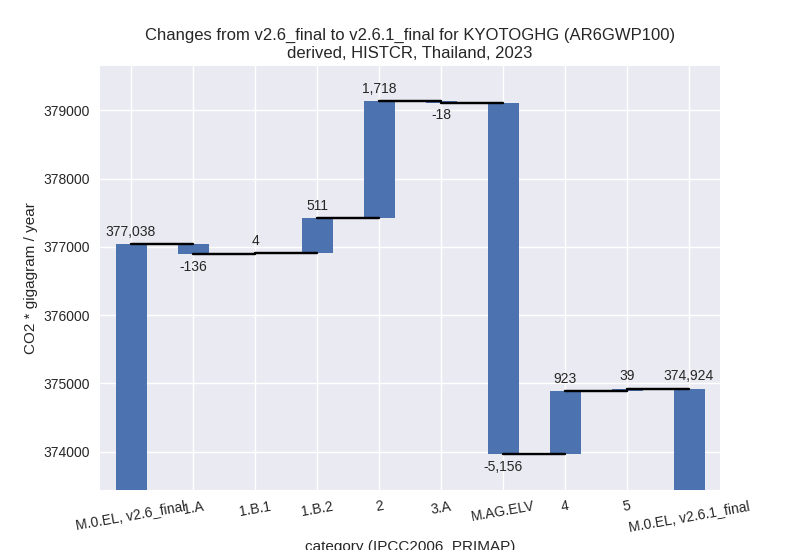 Changes from v2.6_final to v2.6.1_final for KYOTOGHG (AR6GWP100)
derived, HISTCR, Thailand, 2023
CO2 * gigagram / year
379000
378000
377000
376000
375000
374000
377,038
-136
4
511
1,718
-18
-5,156
923
39
374,924
M.0.EL, v2.6_final
1.A
1.B.1
1.B.2
2
3.A
M.AG.ELV
4
5
M.0.EL, v2.6.1_final
category (IPCC2006_PRIMAP)